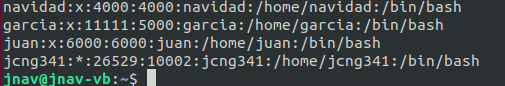 navidad:x:4000:4000:navidad:/home/navidad:/bin/bash
garcia:x:11111:5000:garcia:/home/garcia:/bin/bash
juan:x:6000:6000:juan:/home/juan:/bin/bash
jcng341:*:26529:10002:jcng341:/home/jcng341:/bin/bash
jnav@jnav-vb:~$